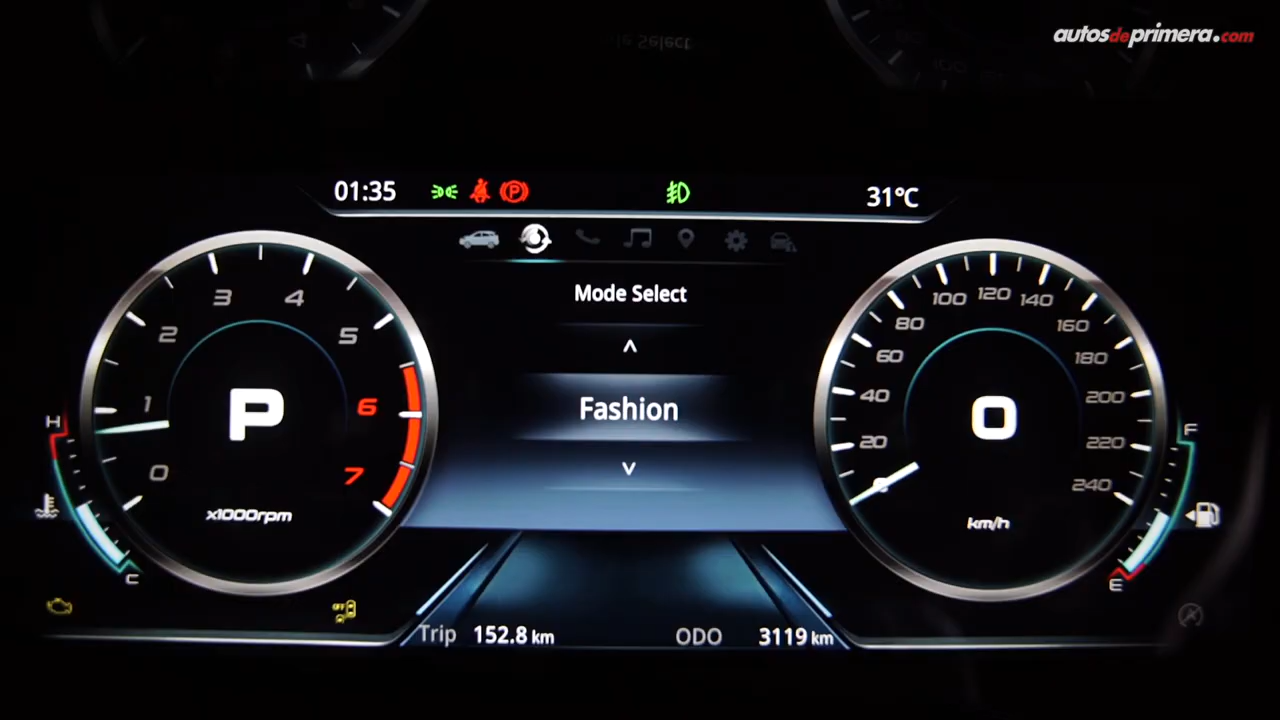 autosdeprimera.com
01:35
31°C
Mode Select
Fashion
0
1
2
3
4
5
6
7
P
x1000rpm
H
C
20
40
60
80
100
120
140
160
180
200
220
240
0
km/h
F
E
Trip 152.8 km
ODO 3119 km